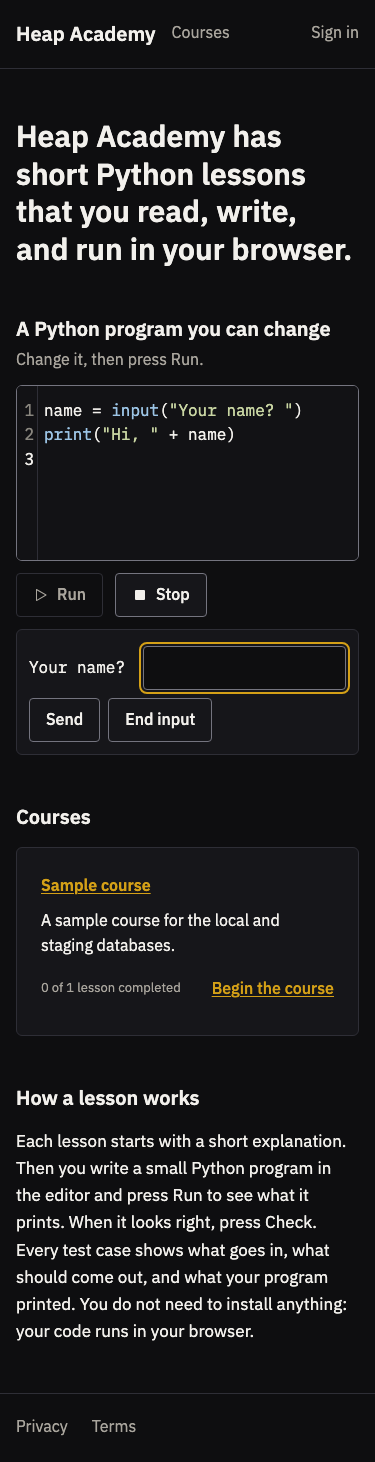 Heap Academy Courses Sign in
Heap Academy has
short Python lessons
that you read, write,
and run in your browser.
A Python program you can change
Change it, then press Run.
1 name = input("Your name? ")
2 print("Hi, " + name)
3
Run Stop
Your name?
Send End input
Courses
Sample course
A sample course for the local and
staging databases.
0 of 1 lesson completed Begin the course
How a lesson works
Each lesson starts with a short explanation.
Then you write a small Python program in
the editor and press Run to see what it
prints. When it looks right, press Check.
Every test case shows what goes in, what
should come out, and what your program
printed. You do not need to install anything:
your code runs in your browser.
Privacy Terms